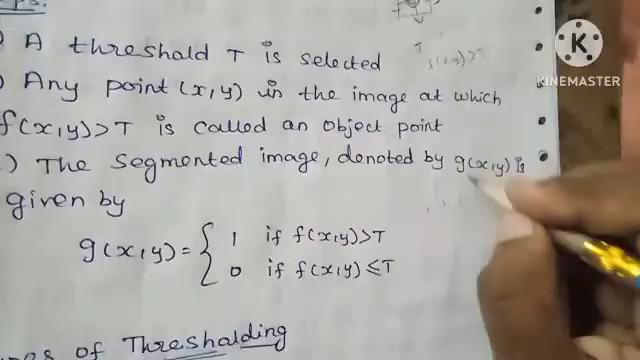 eps:
) A threshold T is selected
) Any point (x,y) in the image at which
f(x,y)>T is called an object point
.) The segmented image, denoted by g(x,y) is
given by
g(x,y) = { 1 if f(x,y)>T
0 if f(x,y)≤T
of Thresholding
K
KINEMASTER